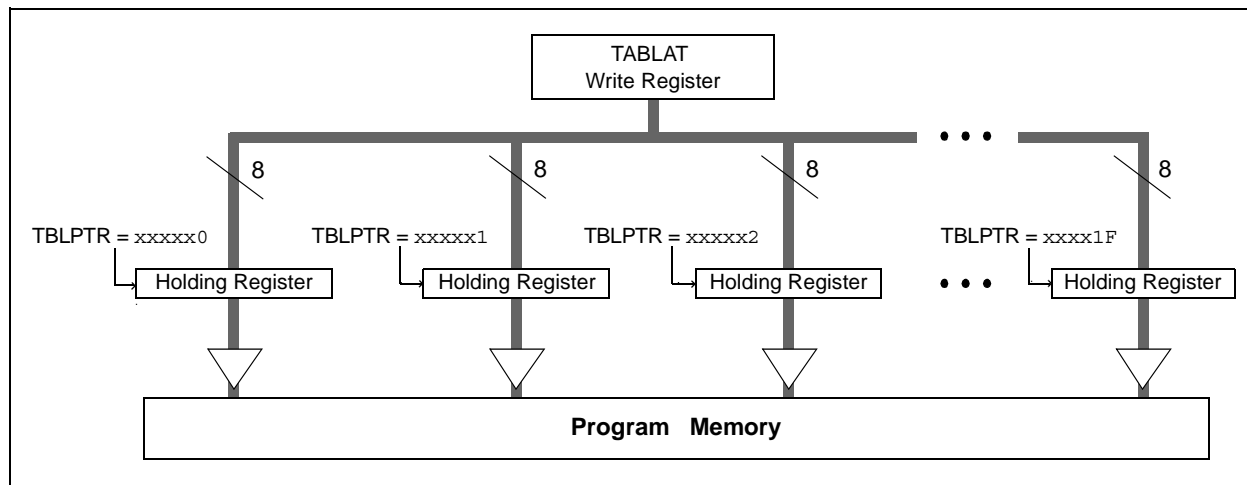 TABLAT
Write Register
8
8
8
8
TBLPTR = xxxxx0
TBLPTR = xxxxx1
TBLPTR = xxxxx2
TBLPTR = xxxx1F
Holding Register
Holding Register
Holding Register
Holding Register
Program Memory